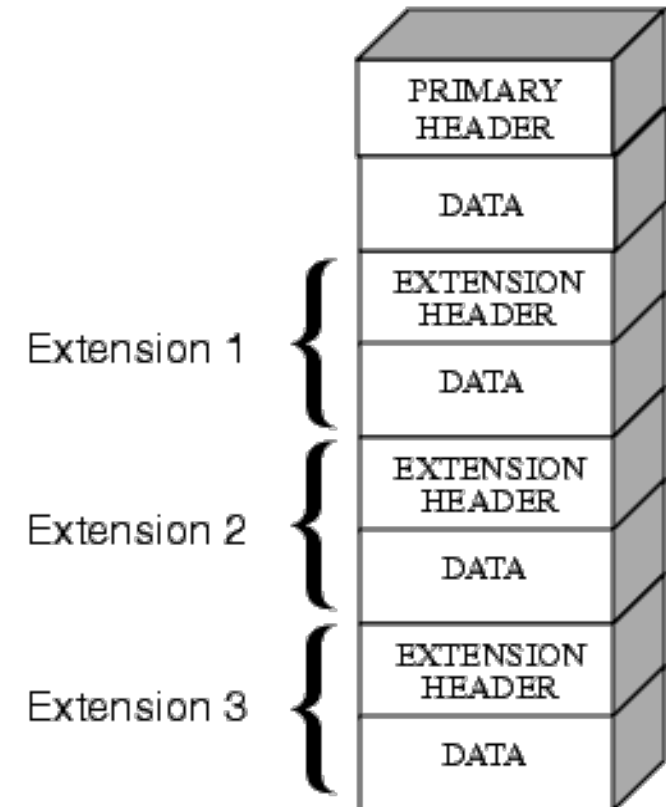 PRIMARY
HEADER
DATA
EXTENSION
HEADER
Extension 1
DATA
EXTENSION
HEADER
Extension 2
DATA
EXTENSION
HEADER
Extension 3
DATA